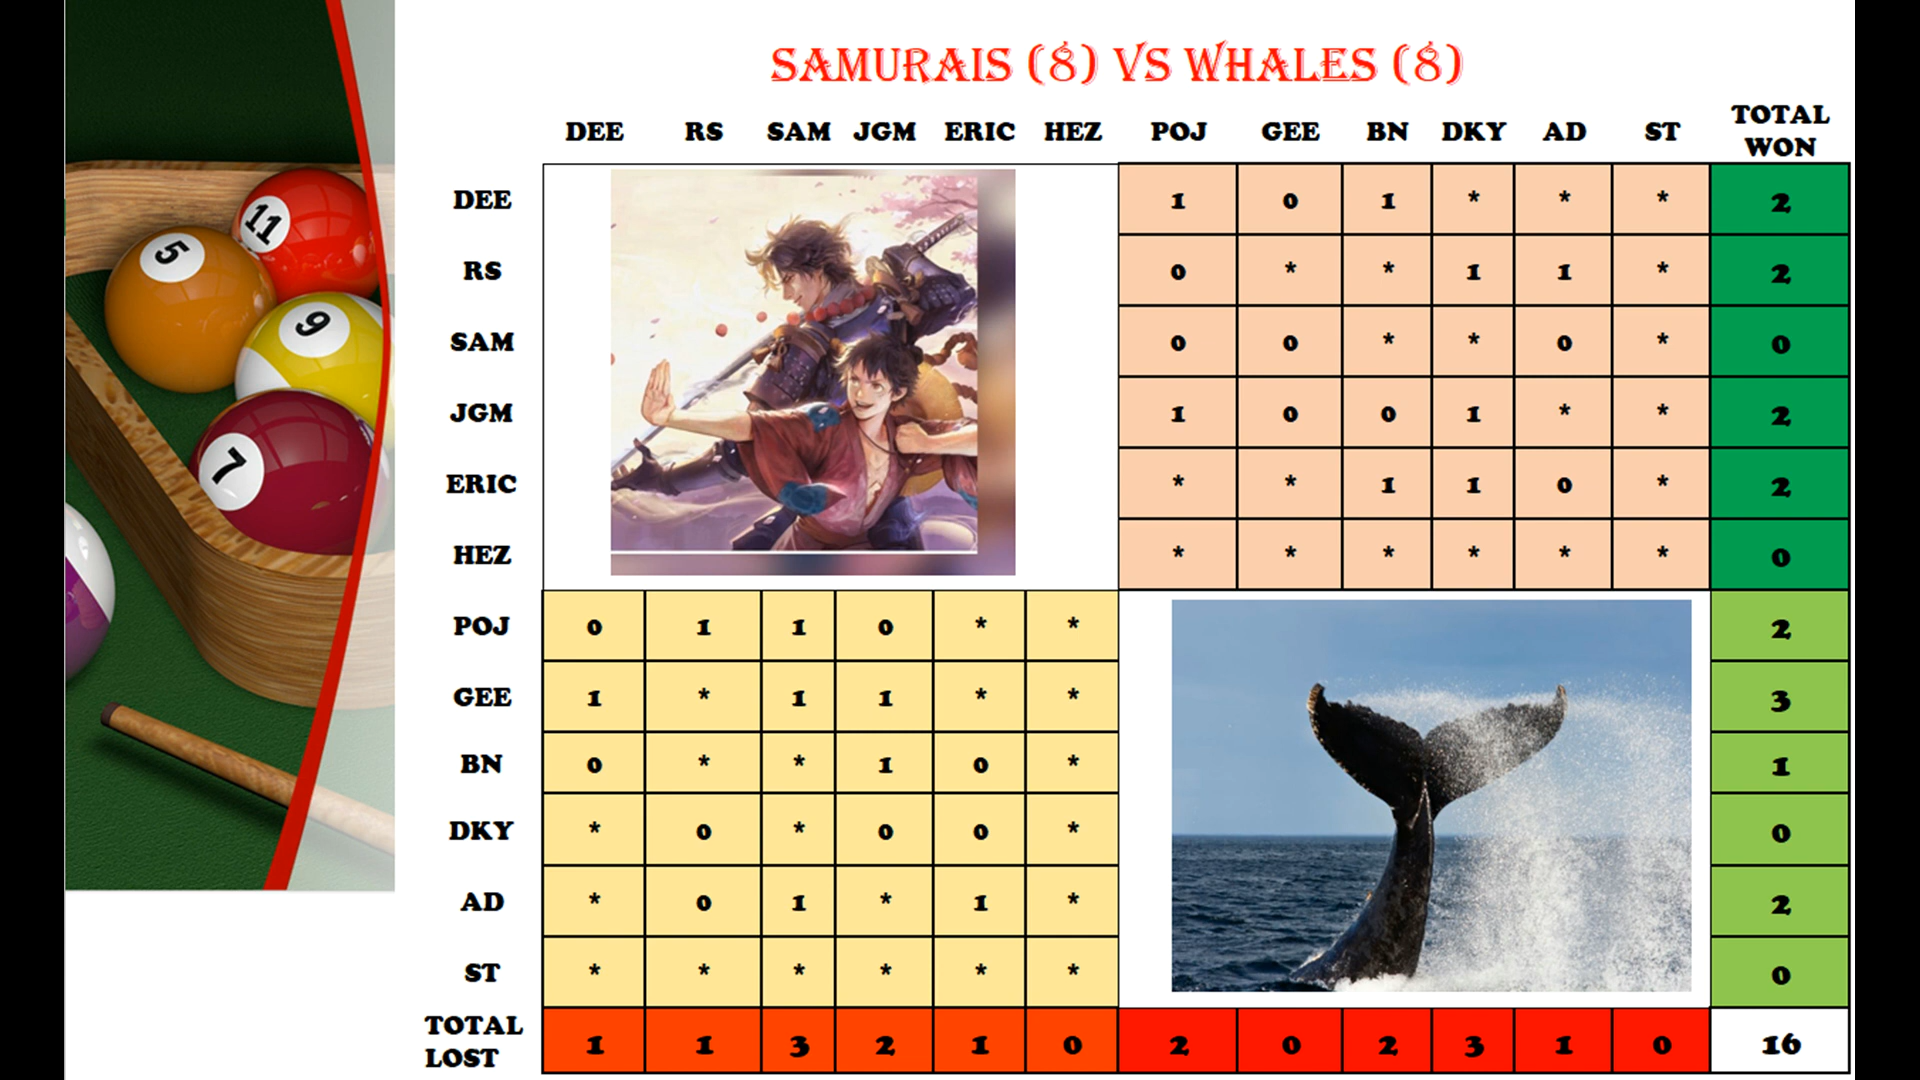 SAMURAIS (8) VS WHALES (8)
DEE RS SAM JGM ERIC HEZ POJ GEE BN DKY AD ST TOTAL WON
DEE 1 0 1 * * * 2
RS 0 * * 1 1 * 2
SAM 0 0 * * 0 * 0
JGM 1 0 0 1 * * 2
ERIC * * 1 1 0 * 2
HEZ * * * * * * 0
POJ 0 1 1 0 * * 2
GEE 1 * 1 1 * * 3
BN 0 * * 1 0 * 1
DKY * 0 * 0 0 * 0
AD * 0 1 * 1 * 2
ST * * * * * * 0
TOTAL LOST 1 1 3 2 1 0 2 0 2 3 1 0 16
11
5
9
7